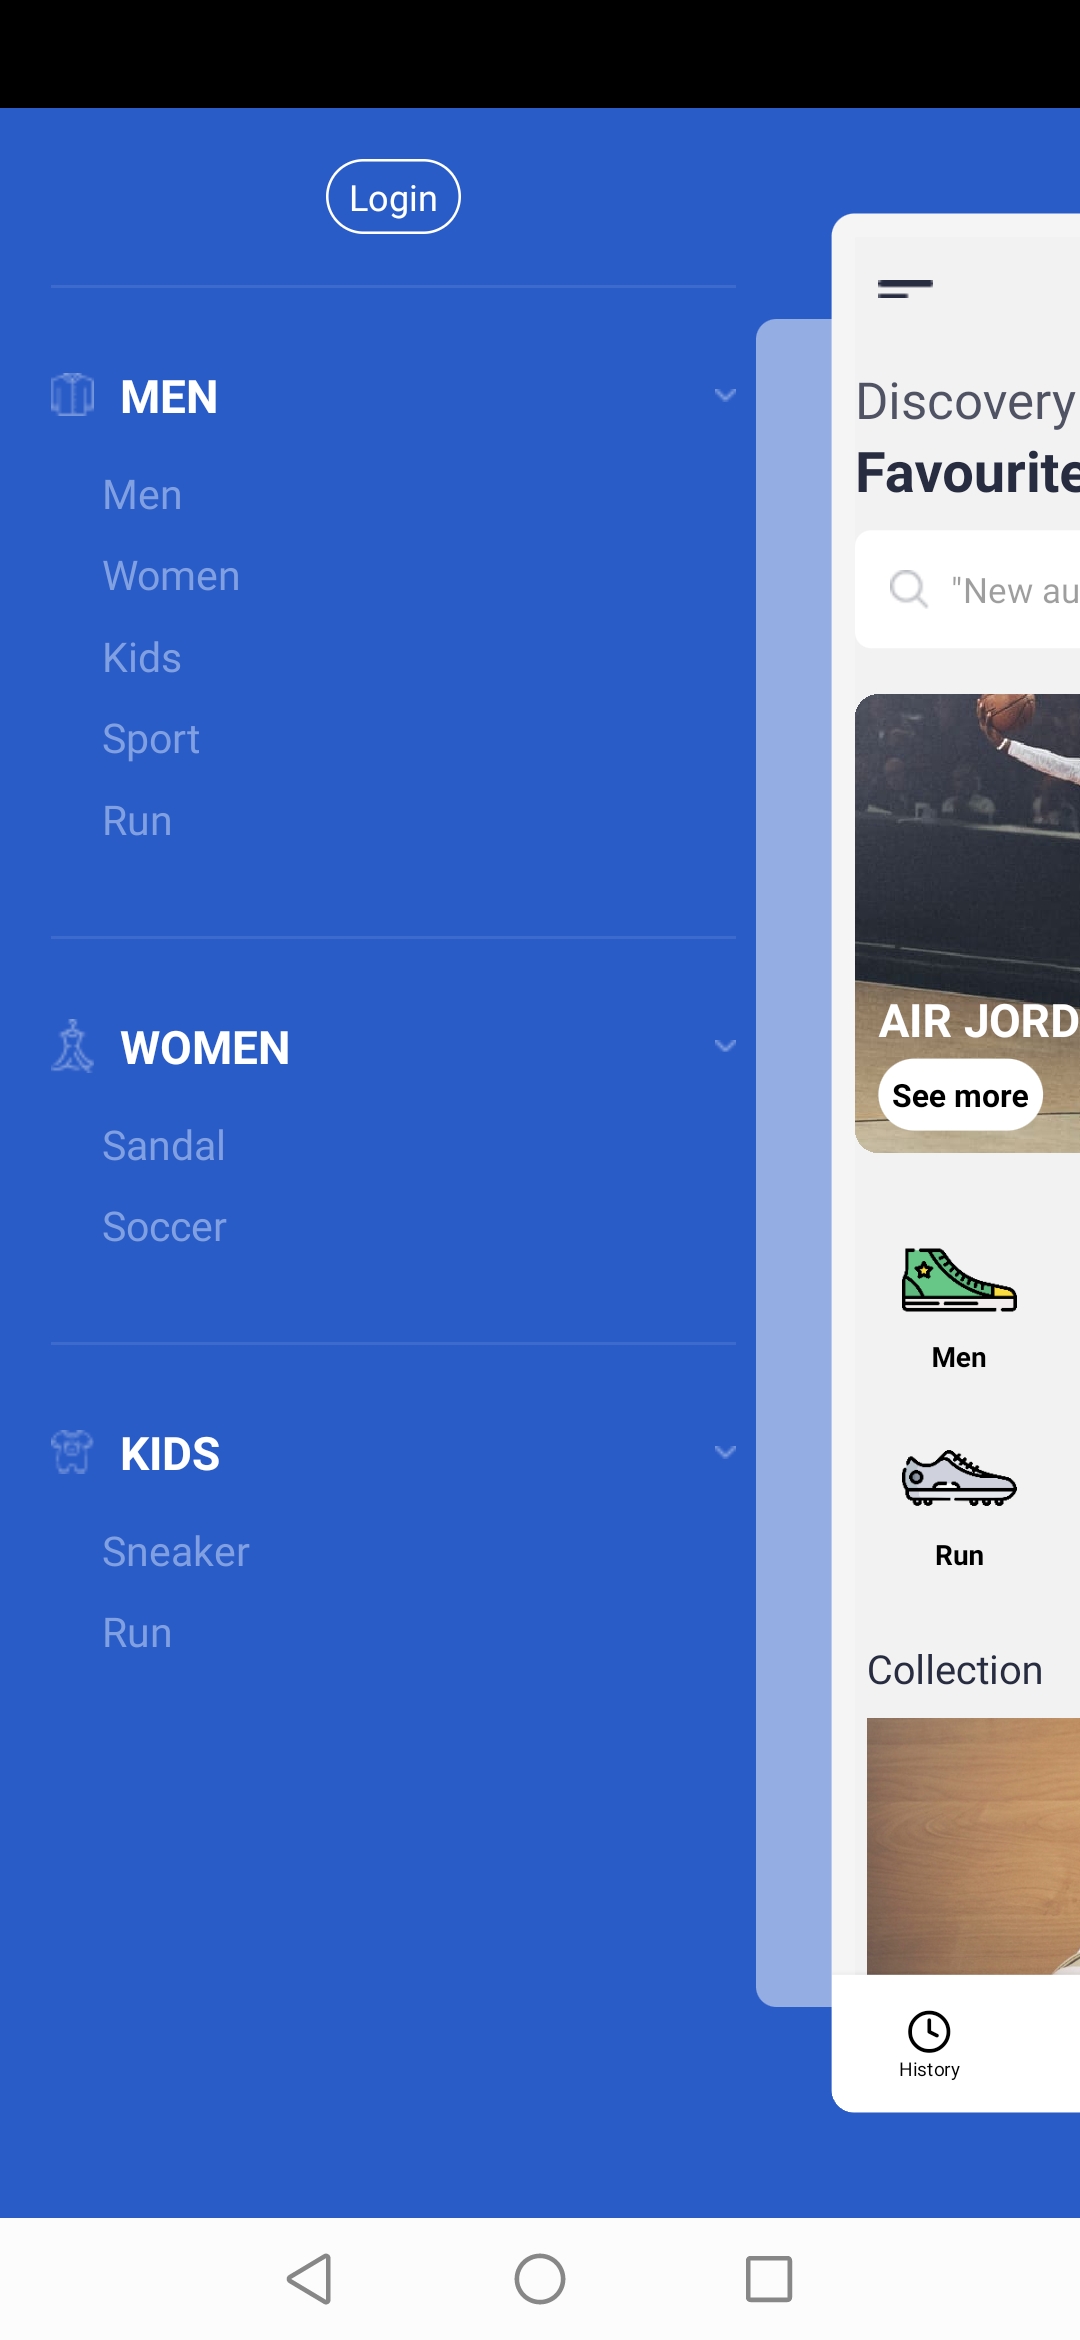 Login
MEN
Men
Women
Kids
Sport
Run
WOMEN
Sandal
Soccer
KIDS
Sneaker
Run
Discovery
Favourite
"New au
AIR JORD
See more
Men
Run
Collection
History